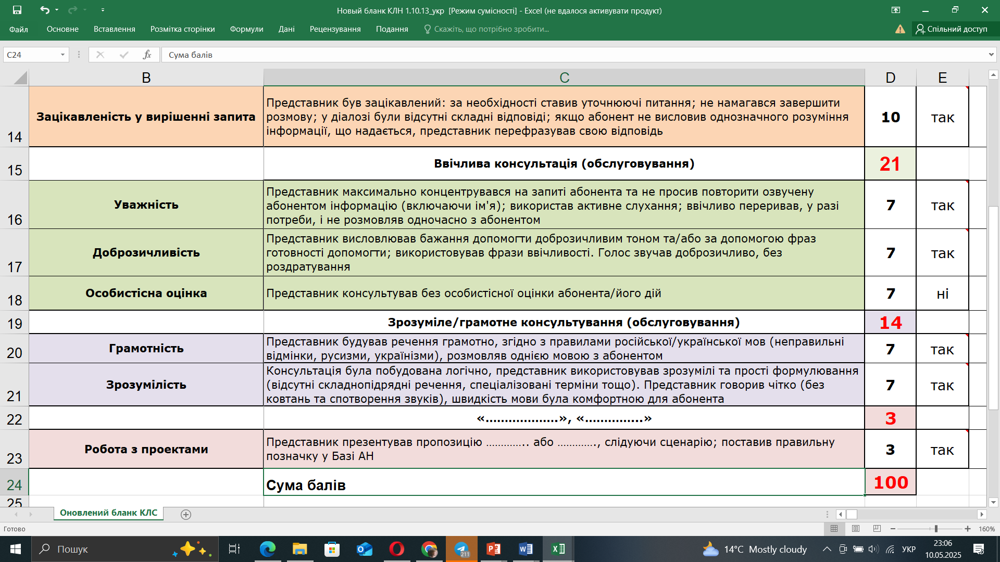 Новый бланк КЛН 1.10.13_укр  [Режим сумісності] - Excel (не вдалося активувати продукт)
Файл Основне Вставлення Розмітка сторінки Формули Дані Рецензування Подання Скажіть, що потрібно зробити... Спільний доступ
C24 fx Сума балів
B C D E
14 Зацікавленість у вирішенні запита
Представник був зацікавлений: за необхідності ставив уточнюючі питання; не намагався завершити
розмову; у діалозі були відсутні складні відповіді; якщо абонент не висловив однозначного розуміння
інформації, що надається, представник перефразував свою відповідь
10 так
15 Ввічлива консультація (обслуговування) 21
16 Уважність
Представник максимально концентрувався на запиті абонента та не просив повторити озвучену
абонентом інформацію (включаючи ім'я); використав активне слухання; ввічливо переривав, у разі
потреби, і не розмовляв одночасно з абонентом
7 так
17 Доброзичливість
Представник висловлював бажання допомогти доброзичливим тоном та/або за допомогою фраз
готовності допомогти; використовував фрази ввічливості. Голос звучав доброзичливо, без
роздратування
7 так
18 Особистісна оцінка
Представник консультував без особистісної оцінки абонента/його дій
7 ні
19 Зрозуміле/грамотне консультування (обслуговування) 14
20 Грамотність
Представник будував речення грамотно, згідно з правилами російської/української мов (неправильні
відмінки, русизми, українізми), розмовляв однією мовою з абонентом
7 так
21 Зрозумілість
Консультація була побудована логічно, представник використовував зрозумілі та прості формулювання
(відсутні складнопідрядні речення, спеціалізовані терміни тощо). Представник говорив чітко (без
ковтань та спотворення звуків), швидкість мови була комфортною для абонента
7 так
22 «...................», «...............» 3
23 Робота з проектами
Представник презентував пропозицію ………….. або …………., слідуючи сценарію; поставив правильну
позначку у Базі АН
3 так
24 Сума балів 100
25
Оновлений бланк КЛС
Готово 160%
Пошук 211 14°C Mostly cloudy УКР 23:06
10.05.2025